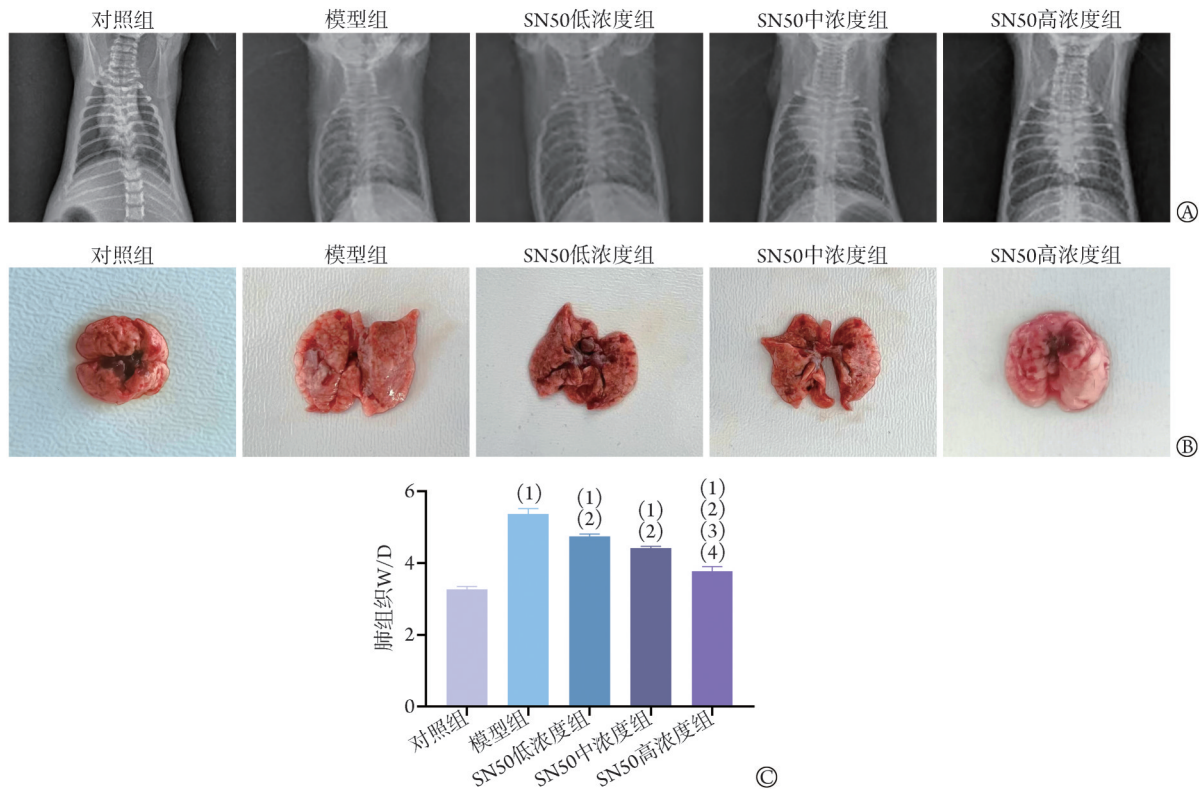 对照组 模型组 SN50低浓度组 SN50中浓度组 SN50高浓度组
Ⓐ
对照组 模型组 SN50低浓度组 SN50中浓度组 SN50高浓度组
Ⓑ
肺组织W/D
6
4
2
0
(1)
(1)
(2)
(1)
(2)
(1)
(2)
(3)
(4)
对照组
模型组
SN50低浓度组
SN50中浓度组
SN50高浓度组
Ⓒ